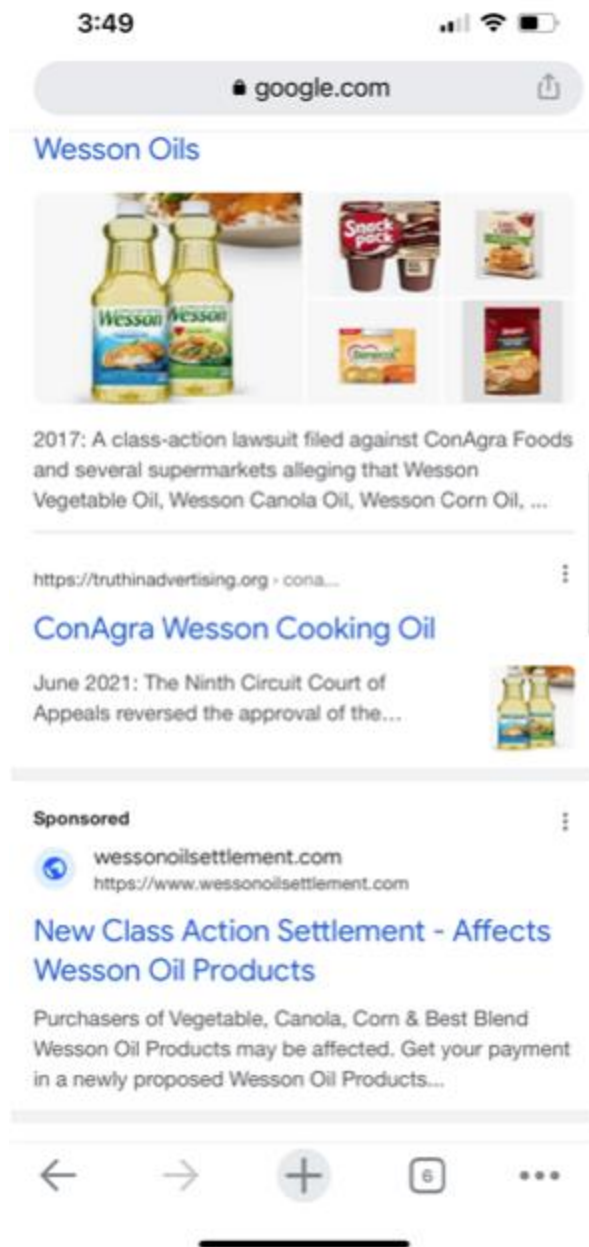 3:49
google.com
Wesson Oils
Wesson
Wesson
Snack
pack
Benecol
2017: A class-action lawsuit filed against ConAgra Foods
and several supermarkets alleging that Wesson
Vegetable Oil, Wesson Canola Oil, Wesson Corn Oil, ...
https://truthinadvertising.org › cona...
ConAgra Wesson Cooking Oil
June 2021: The Ninth Circuit Court of
Appeals reversed the approval of the...
Sponsored
wessonoilsettlement.com
https://www.wessonoilsettlement.com
New Class Action Settlement - Affects
Wesson Oil Products
Purchasers of Vegetable, Canola, Corn & Best Blend
Wesson Oil Products may be affected. Get your payment
in a newly proposed Wesson Oil Products...
6